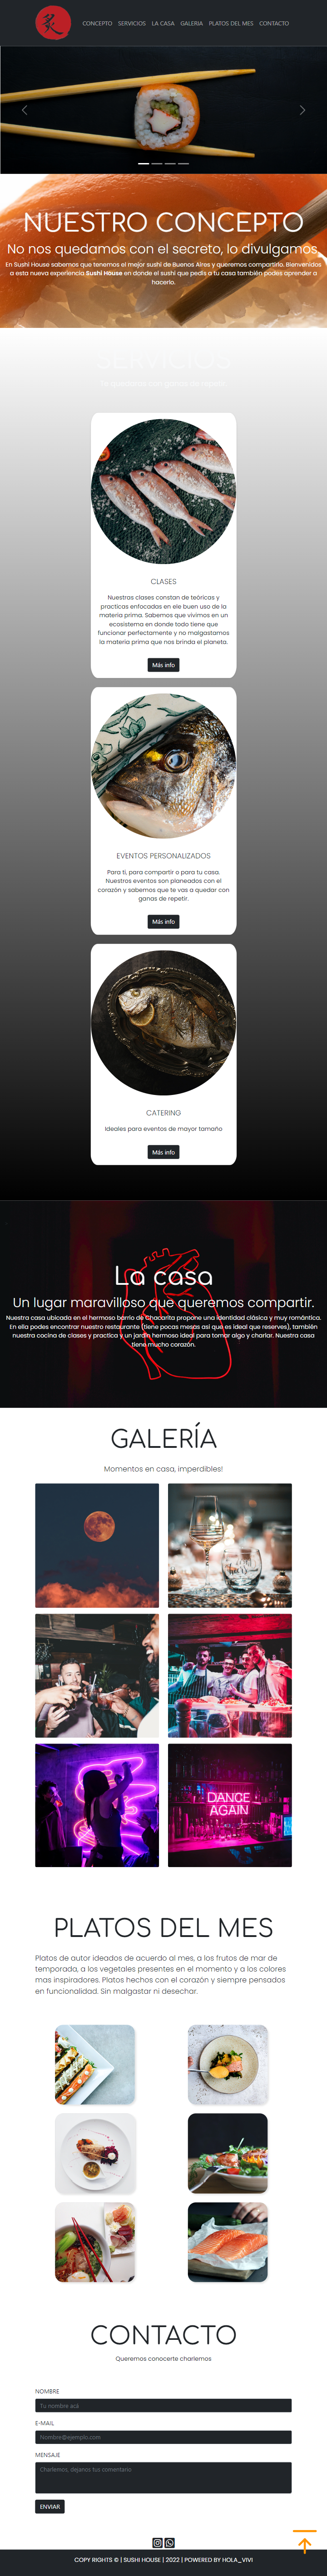 CONCEPTO SERVICIOS LA CASA GALERIA PLATOS DEL MES CONTACTO
NUESTRO CONCEPTO
No nos quedamos con el secreto, lo divulgamos.
En Sushi House sabemos que tenemos el mejor sushi de Buenos Aires y queremos compartirlo. Bienvenidos
a esta nueva experiencia Sushi House en donde el sushi que pedís a tu casa también podes aprender a
hacerlo.
SERVICIOS
CLASES
Nuestras clases constan de teóricas y
practicas enfocadas en ele buen uso de la
materia prima. Sabemos que vivimos en un
ecosistema en donde todo tiene que
funcionar perfectamente y no malgastamos
la materia prima que nos brinda el planeta.
Más info
EVENTOS PERSONALIZADOS
Para ti, para compartir o para tu casa.
Nuestros eventos son planeados con el
corazón y sabemos que te vas a quedar con
ganas de repetir.
Más info
CATERING
Ideales para eventos de mayor tamaño
Más info
La casa
Un lugar maravilloso que queremos compartir.
Nuestra casa ubicada en el hermoso barrio de Chacarita propone una identidad clásica y muy romántica.
En ella podes encontrar nuestro restaurante (tiene pocas mesas asi que es ideal que reserves), también
nuestra cocina de clases y practica y un jardín hermoso ideal para tomar algo y charlar. Nuestra casa
tiene mucho corazón.
GALERÍA
Momentos en casa, imperdibles!
DANCE
AGAIN
PLATOS DEL MES
Platos de autor ideados de acuerdo al mes, a los frutos de mar de
temporada, a los vegetales presentes en el momento y a los colores
mas inspiradores. Platos hechos con el corazón y siempre pensados
en funcionalidad. Sin malgastar ni desechar.
CONTACTO
Queremos conocerte charlemos
NOMBRE
Tu nombre acá
E-MAIL
Nombre@ejemplo.com
MENSAJE
Charlemos, dejanos tus comentario
ENVIAR
COPY RIGHTS © | SUSHI HOUSE | 2022 | POWERED BY HOLA_VIVI